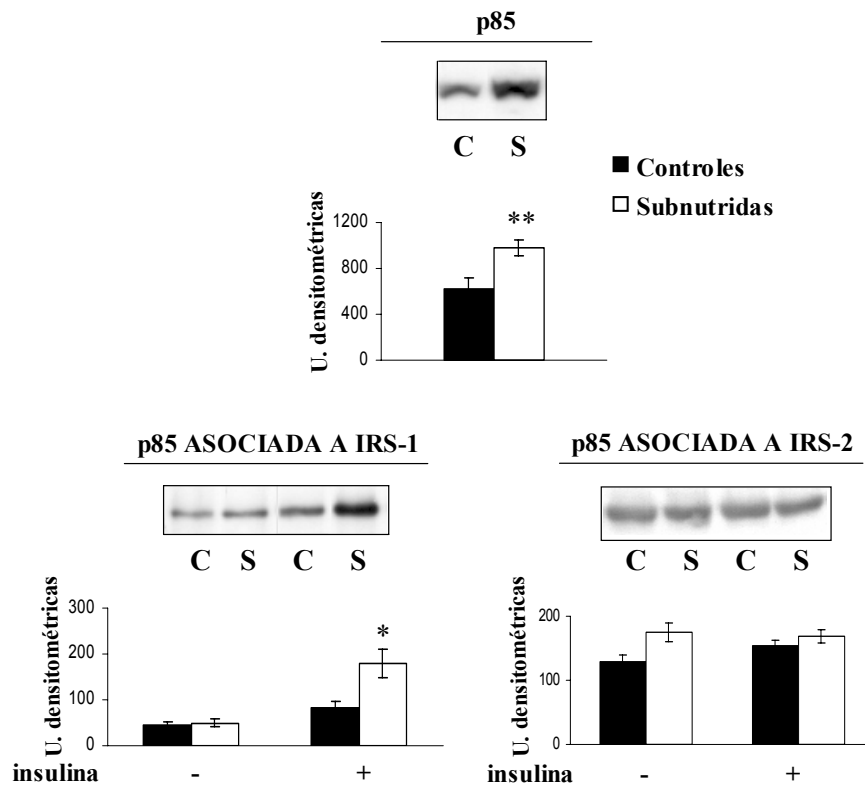 p85
C S
Controles
Subnutridas
U. densitométricas
1200
800
400
0
**
p85 ASOCIADA A IRS-1
C S C S
U. densitométricas
300
200
100
0
*
insulina - +
p85 ASOCIADA A IRS-2
C S C S
U. densitométricas
200
100
0
insulina - +